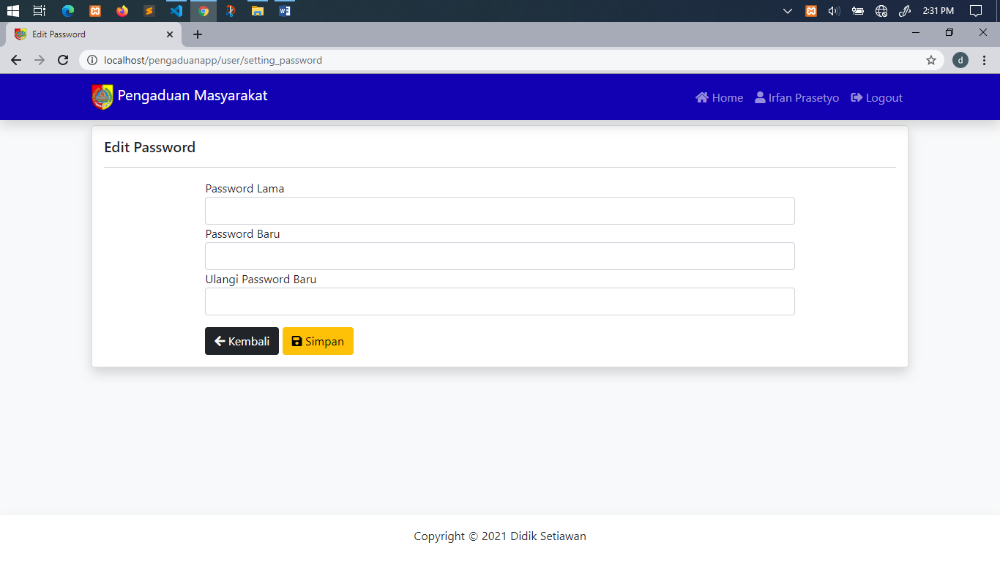 2:31 PM
Edit Password
localhost/pengaduanapp/user/setting_password
d
Pengaduan Masyarakat
Home
Irfan Prasetyo
Logout
Edit Password
Password Lama
Password Baru
Ulangi Password Baru
Kembali
Simpan
Copyright © 2021 Didik Setiawan